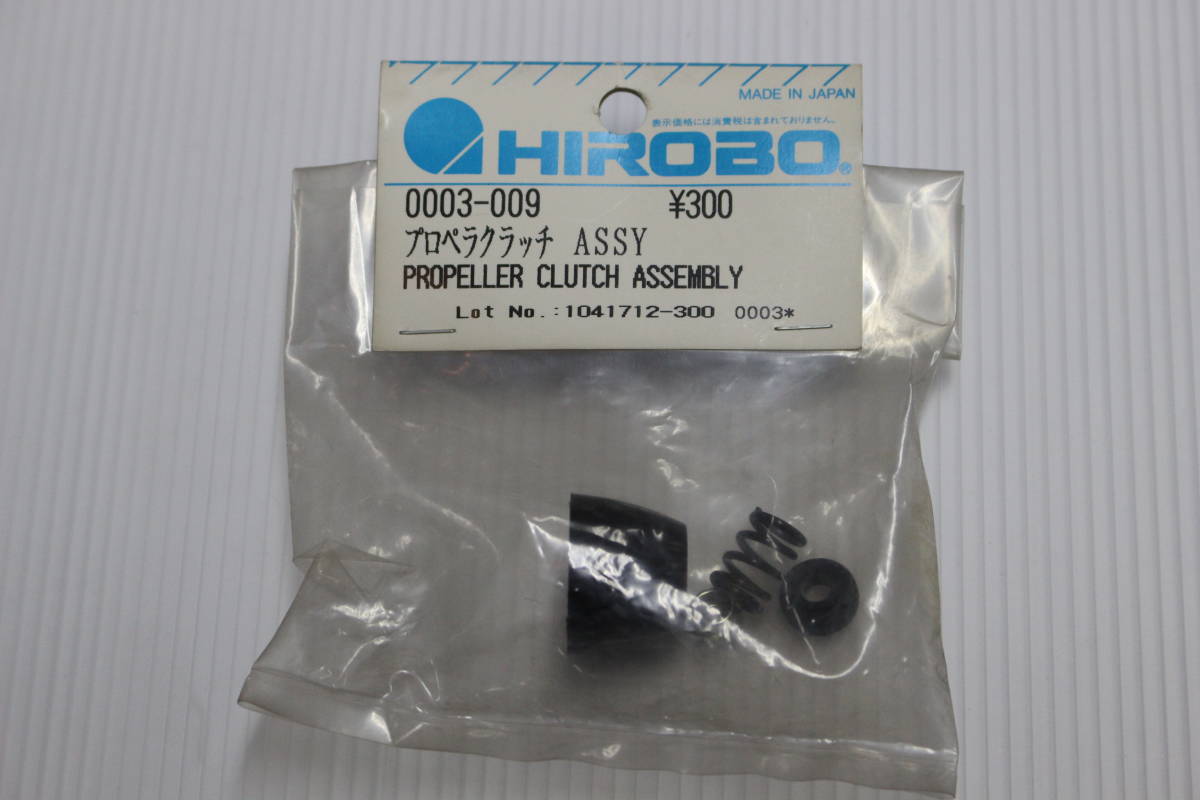 MADE IN JAPAN
表示価格には消費税は含まれておりません。
HIROBO®
0003-009 ¥300
プロペラクラッチ ASSY
PROPELLER CLUTCH ASSEMBLY
Lot No.:1041712-300 0003*